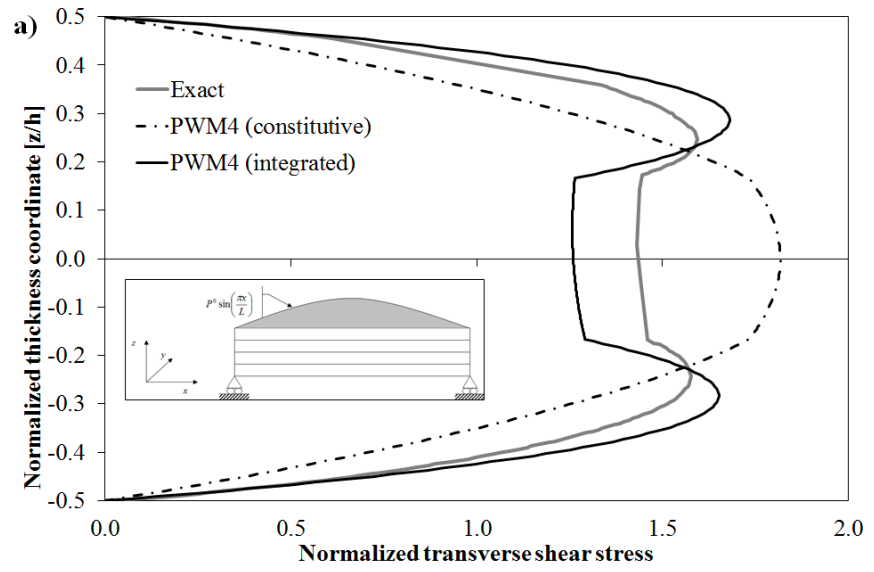 a)
Normalized thickness coordinate [z/h]
0.5
0.4
0.3
0.2
0.1
0.0
-0.1
-0.2
-0.3
-0.4
-0.5
Exact
PWM4 (constitutive)
PWM4 (integrated)
P⁰ sin(πx/L)
z
y
x
0.0
0.5
1.0
1.5
2.0
Normalized transverse shear stress